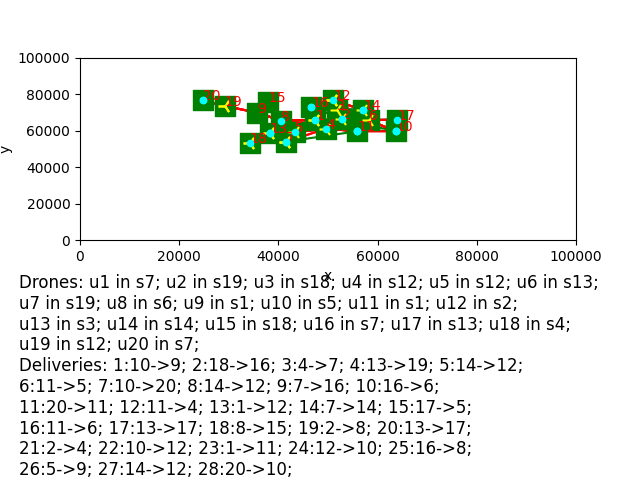 100000
80000
60000
40000
20000
0
y
0 20000 40000 60000 80000 100000
x
Drones: u1 in s7; u2 in s19; u3 in s18; u4 in s12; u5 in s12; u6 in s13;
u7 in s19; u8 in s6; u9 in s1; u10 in s5; u11 in s1; u12 in s2;
u13 in s3; u14 in s14; u15 in s18; u16 in s7; u17 in s13; u18 in s4;
u19 in s12; u20 in s7;
Deliveries: 1:10->9; 2:18->16; 3:4->7; 4:13->19; 5:14->12;
6:11->5; 7:10->20; 8:14->12; 9:7->16; 10:16->6;
11:20->11; 12:11->4; 13:1->12; 14:7->14; 15:17->5;
16:11->6; 17:13->17; 18:8->15; 19:2->8; 20:13->17;
21:2->4; 22:10->12; 23:1->11; 24:12->10; 25:16->8;
26:5->9; 27:14->12; 28:20->10;